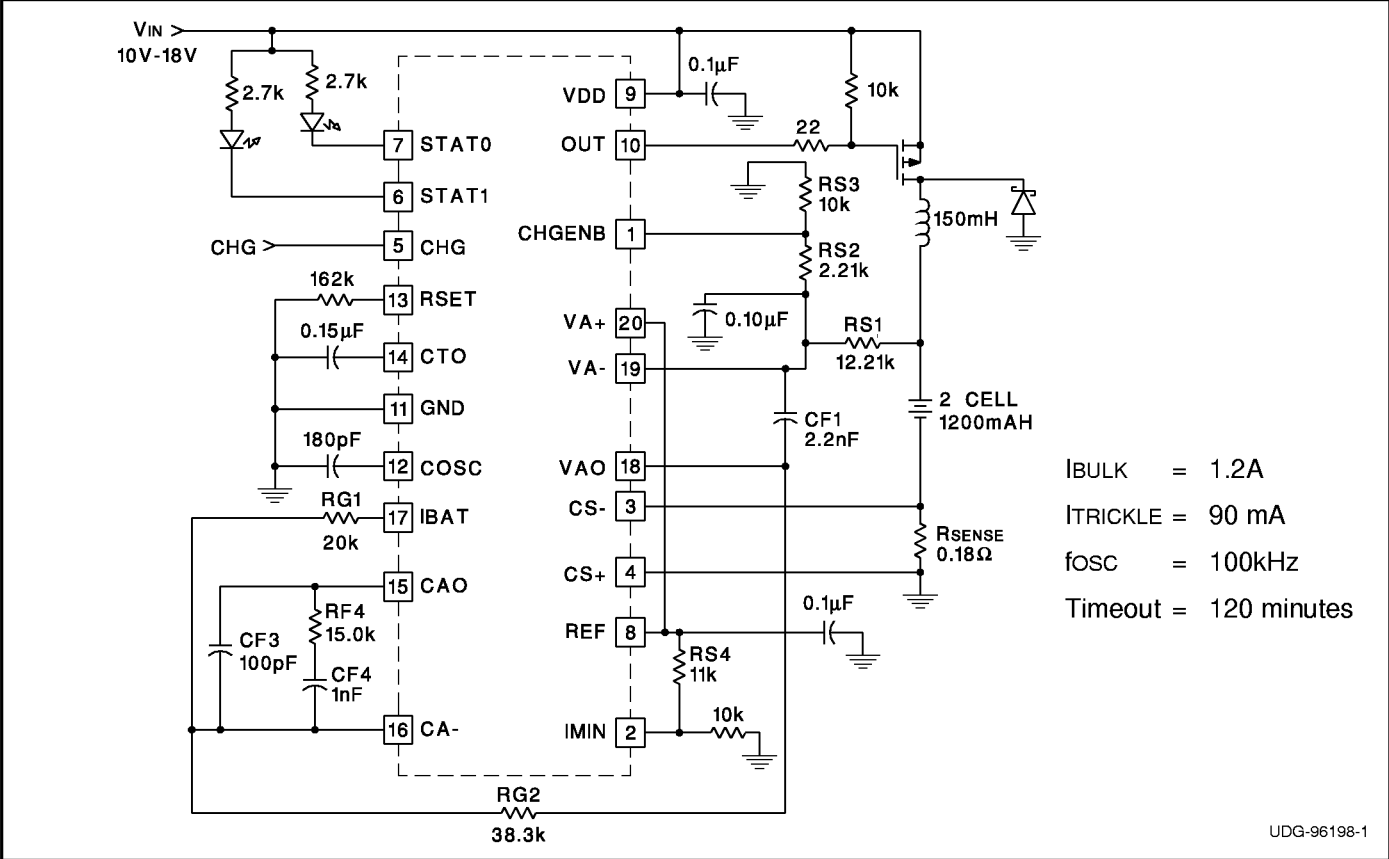 VIN >
10V-18V
2.7k
2.7k
7
STAT0
6
STAT1
CHG >
5
CHG
162k
13
RSET
0.15µF
14
CTO
11
GND
180pF
12
COSC
RG1
17
IBAT
20k
15
CAO
RF4
15.0k
CF3
100pF
CF4
1nF
16
CA-
RG2
38.3k
VDD
9
0.1µF
10k
OUT
10
22
RS3
10k
150mH
CHGENB
1
RS2
2.21k
0.10µF
VA+
20
RS1
12.21k
VA-
19
2 CELL
1200mAH
CF1
2.2nF
VAO
18
CS-
3
RSENSE
0.18Ω
CS+
4
0.1µF
REF
8
RS4
11k
10k
IMIN
2
IBULK = 1.2A
ITRICKLE = 90 mA
fOSC = 100kHz
Timeout = 120 minutes
UDG-96198-1